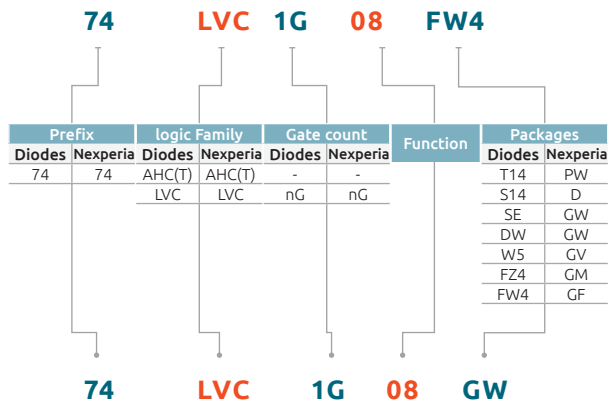 74 LVC 1G 08 FW4
Prefix logic Family Gate count Function Packages
Diodes Nexperia Diodes Nexperia Diodes Nexperia Diodes Nexperia
74 74 AHC(T) AHC(T) - - T14 PW
LVC LVC nG nG S14 D
SE GW
DW GW
W5 GV
FZ4 GM
FW4 GF
74 LVC 1G 08 GW